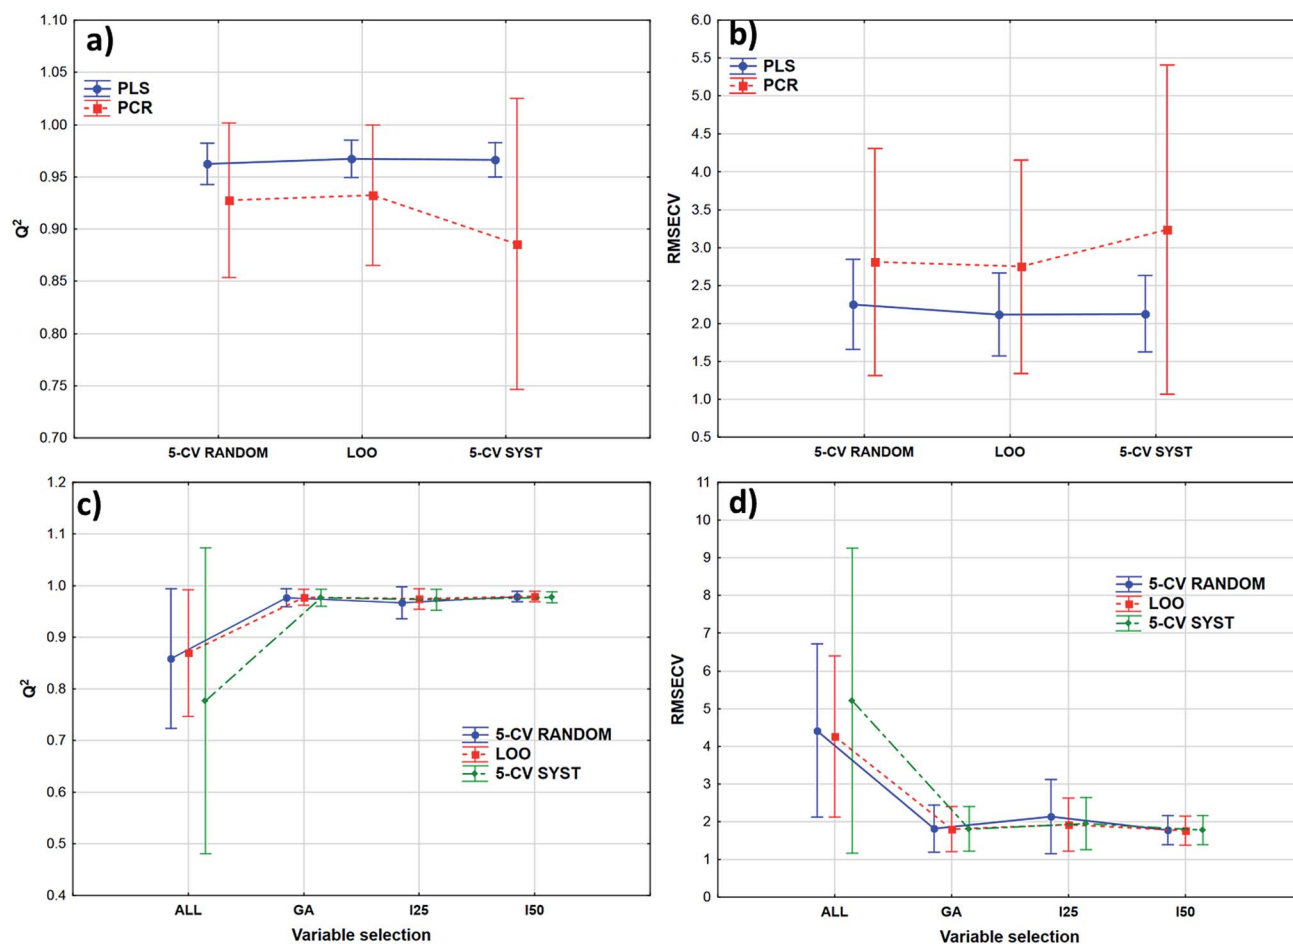 a)
PLS
PCR
Q²
1.10
1.05
1.00
0.95
0.90
0.85
0.80
0.75
0.70
5-CV RANDOM LOO 5-CV SYST
b)
PLS
PCR
RMSECV
6.0
5.5
5.0
4.5
4.0
3.5
3.0
2.5
2.0
1.5
1.0
0.5
5-CV RANDOM LOO 5-CV SYST
c)
Q²
1.2
1.1
1.0
0.9
0.8
0.7
0.6
0.5
0.4
5-CV RANDOM
LOO
5-CV SYST
ALL GA I25 I50
Variable selection
d)
RMSECV
11
10
9
8
7
6
5
4
3
2
1
0
5-CV RANDOM
LOO
5-CV SYST
ALL GA I25 I50
Variable selection